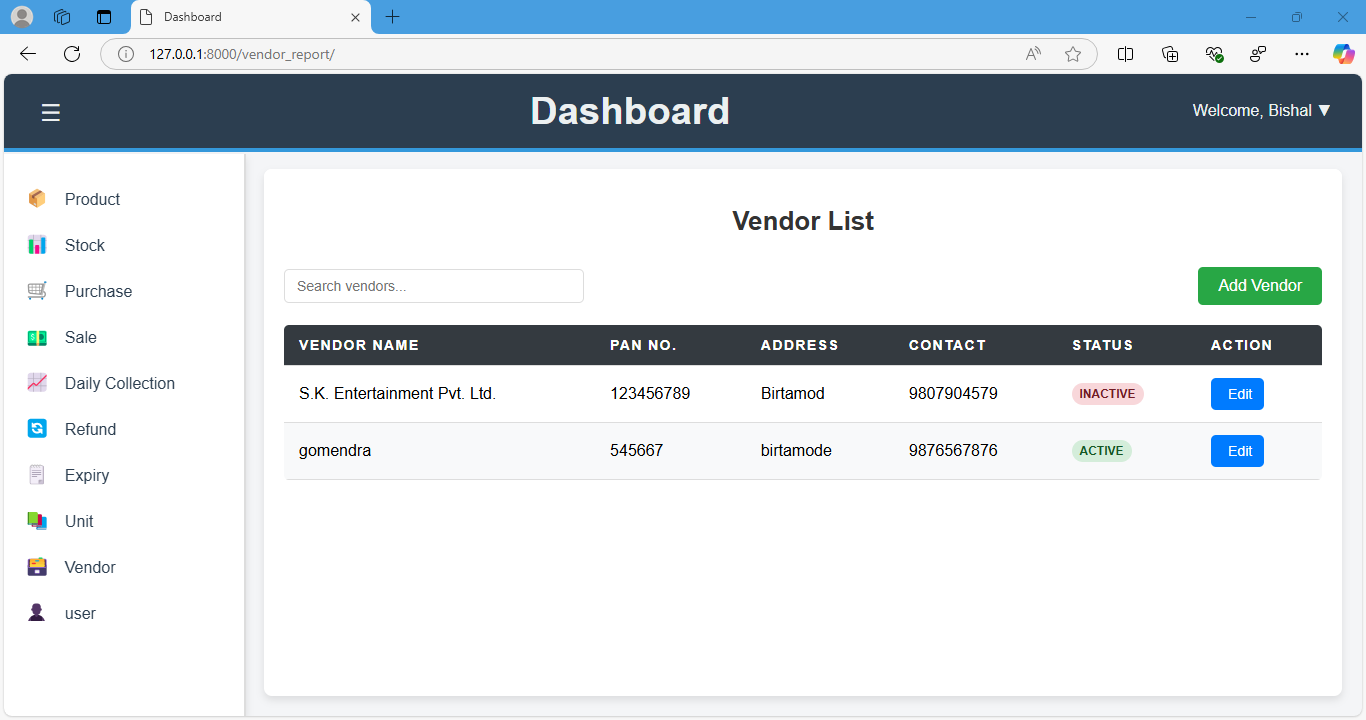 Dashboard
127.0.0.1:8000/vendor_report/
Dashboard
Welcome, Bishal ▼
Product
Stock
Purchase
Sale
Daily Collection
Refund
Expiry
Unit
Vendor
user
Vendor List
Search vendors...
Add Vendor
VENDOR NAME PAN NO. ADDRESS CONTACT STATUS ACTION
S.K. Entertainment Pvt. Ltd. 123456789 Birtamod 9807904579 INACTIVE Edit
gomendra 545667 birtamode 9876567876 ACTIVE Edit